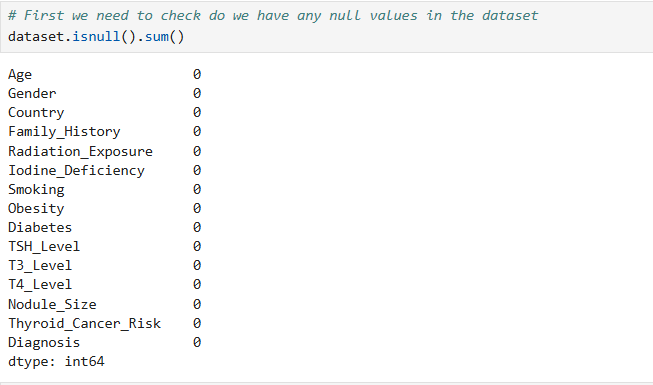 # First we need to check do we have any null values in the dataset
dataset.isnull().sum()
Age 0
Gender 0
Country 0
Family_History 0
Radiation_Exposure 0
Iodine_Deficiency 0
Smoking 0
Obesity 0
Diabetes 0
TSH_Level 0
T3_Level 0
T4_Level 0
Nodule_Size 0
Thyroid_Cancer_Risk 0
Diagnosis 0
dtype: int64